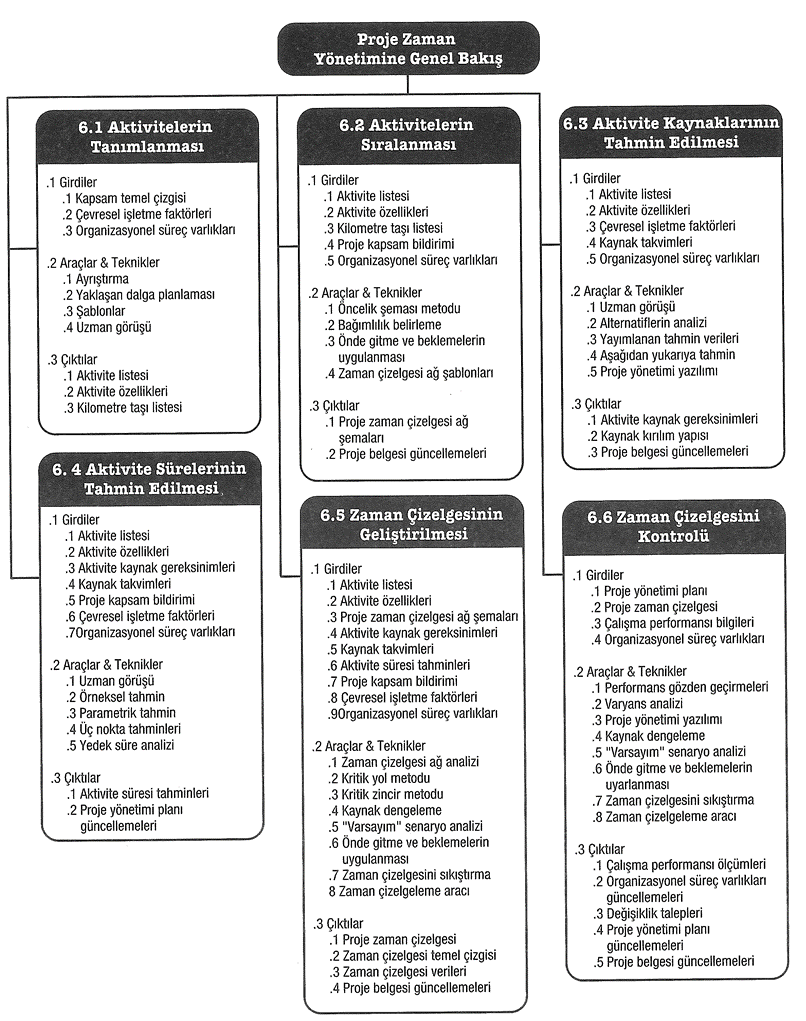 Proje Zaman
Yönetimine Genel Bakış
6.1 Aktivitelerin
Tanımlanması
.1 Girdiler
.1 Kapsam temel çizgisi
.2 Çevresel işletme faktörleri
.3 Organizasyonel süreç varlıkları
.2 Araçlar & Teknikler
.1 Ayrıştırma
.2 Yaklaşan dalga planlaması
.3 Şablonlar
.4 Uzman görüşü
.3 Çıktılar
.1 Aktivite listesi
.2 Aktivite özellikleri
.3 Kilometre taşı listesi
6.2 Aktivitelerin
Sıralanması
.1 Girdiler
.1 Aktivite listesi
.2 Aktivite özellikleri
.3 Kilometre taşı listesi
.4 Proje kapsam bildirimi
.5 Organizasyonel süreç varlıkları
.2 Araçlar & Teknikler
.1 Öncelik şeması metodu
.2 Bağımlılık belirleme
.3 Önde gitme ve beklemelerin
uygulanması
.4 Zaman çizelgesi ağ şablonları
.3 Çıktılar
.1 Proje zaman çizelgesi ağ
şemaları
.2 Proje belgesi güncellemeleri
6.3 Aktivite Kaynaklarının
Tahmin Edilmesi
.1 Girdiler
.1 Aktivite listesi
.2 Aktivite özellikleri
.3 Çevresel işletme faktörleri
.4 Kaynak takvimleri
.5 Organizasyonel süreç varlıkları
.2 Araçlar & Teknikler
.1 Uzman görüşü
.2 Alternatiflerin analizi
.3 Yayımlanan tahmin verileri
.4 Aşağıdan yukarıya tahmin
.5 Proje yönetimi yazılımı
.3 Çıktılar
.1 Aktivite kaynak gereksinimleri
.2 Kaynak kırılım yapısı
.3 Proje belgesi güncellemeleri
6. 4 Aktivite Sürelerinin
Tahmin Edilmesi
.1 Girdiler
.1 Aktivite listesi
.2 Aktivite özellikleri
.3 Aktivite kaynak gereksinimleri
.4 Kaynak takvimleri
.5 Proje kapsam bildirimi
.6 Çevresel işletme faktörleri
.7Organizasyonel süreç varlıkları
.2 Araçlar & Teknikler
.1 Uzman görüşü
.2 Örneksel tahmin
.3 Parametrik tahmin
.4 Üç nokta tahminleri
.5 Yedek süre analizi
.3 Çıktılar
.1 Aktivite süresi tahminleri
.2 Proje yönetimi planı
güncellemeleri
6.5 Zaman Çizelgesinin
Geliştirilmesi
.1 Girdiler
.1 Aktivite listesi
.2 Aktivite özellikleri
.3 Proje zaman çizelgesi ağ şemaları
.4 Aktivite kaynak gereksinimleri
.5 Kaynak takvimleri
.6 Aktivite süresi tahminleri
.7 Proje kapsam bildirimi
.8 Çevresel işletme faktörleri
.9Organizasyonel süreç varlıkları
.2 Araçlar & Teknikler
.1 Zaman çizelgesi ağ analizi
.2 Kritik yol metodu
.3 Kritik zincir metodu
.4 Kaynak dengeleme
.5 "Varsayım" senaryo analizi
.6 Önde gitme ve beklemelerin
uygulanması
.7 Zaman çizelgesini sıkıştırma
8 Zaman çizelgeleme aracı
.3 Çıktılar
.1 Proje zaman çizelgesi
.2 Zaman çizelgesi temel çizgisi
.3 Zaman çizelgesi verileri
.4 Proje belgesi güncellemeleri
6.6 Zaman Çizelgesini
Kontrolü
.1 Girdiler
.1 Proje yönetimi planı
.2 Proje zaman çizelgesi
.3 Çalışma performansı bilgileri
.4 Organizasyonel süreç varlıkları
.2 Araçlar & Teknikler
.1 Performans gözden geçirmeleri
.2 Varyans analizi
.3 Proje yönetimi yazılımı
.4 Kaynak dengeleme
.5 "Varsayım" senaryo analizi
.6 Önde gitme ve beklemelerin
uyarlanması
.7 Zaman çizelgesini sıkıştırma
.8 Zaman çizelgeleme aracı
.3 Çıktılar
.1 Çalışma performansı ölçümleri
.2 Organizasyonel süreç varlıkları
güncellemeleri
.3 Değişiklik talepleri
.4 Proje yönetimi planı
güncellemeleri
.5 Proje belgesi güncellemeleri